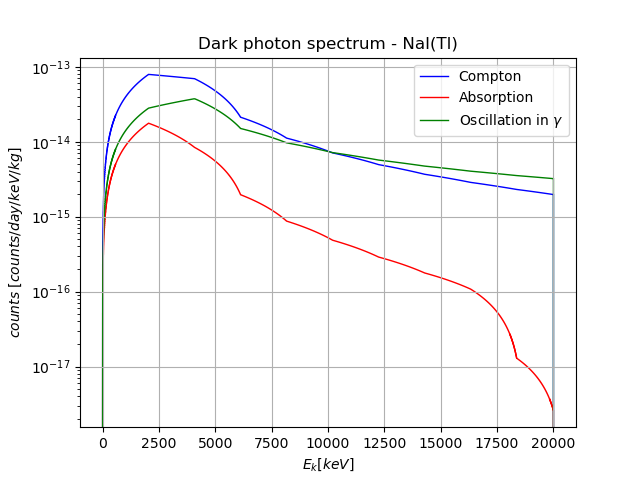 Dark photon spectrum - NaI(Tl)
Compton
Absorption
Oscillation in γ
counts [counts/day/keV/kg]
10⁻¹³
10⁻¹⁴
10⁻¹⁵
10⁻¹⁶
10⁻¹⁷
0 2500 5000 7500 10000 12500 15000 17500 20000
E_k[keV]